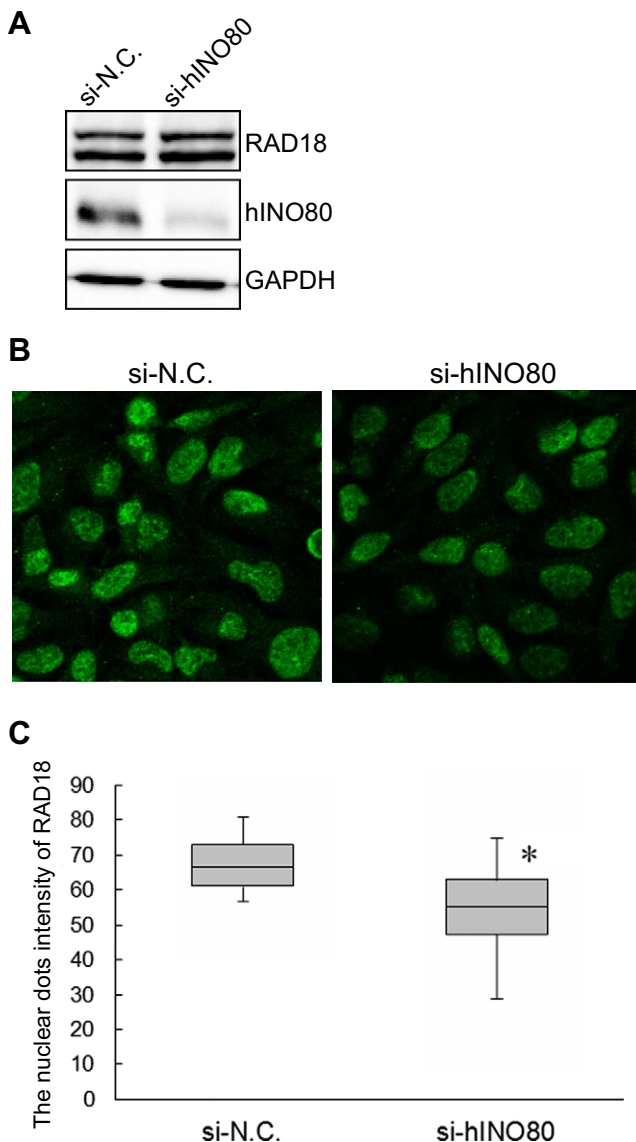 A
si-N.C.
si-hINO80
RAD18
hINO80
GAPDH
B
si-N.C.
si-hINO80
C
The nuclear dots intensity of RAD18
90
80
70
60
50
40
30
20
10
0
*
si-N.C.
si-hINO80